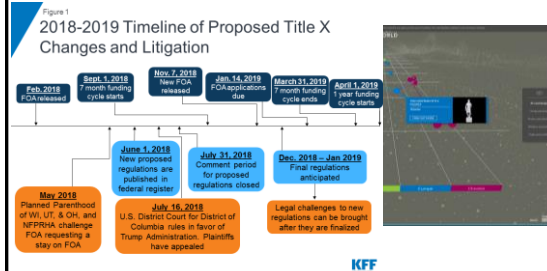 Figure 1
2018-2019 Timeline of Proposed Title X
Changes and Litigation
Feb. 2018
FOA released
Sept. 1, 2018
7 month funding
cycle starts
Nov. 7, 2018
New FOA
released
Jan. 14, 2019
FOA applications
due
March 31, 2019
7 month funding
cycle ends
April 1, 2019
1 year funding
cycle starts
May 2018
Planned Parenthood
of WI, UT, & OH, and
NFPRHA challenge
FOA requesting a
stay on FOA
June 1, 2018
New proposed
regulations are
published in
federal register
July 16, 2018
U.S. District Court for District of
Columbia rules in favor of
Trump Administration. Plaintiffs
have appealed
July 31, 2018
Comment period
for proposed
regulations closed
Dec. 2018 – Jan 2019
Final regulations
anticipated
Legal challenges to new
regulations can be brought
after they are finalized
KFF
WORLD
Europe